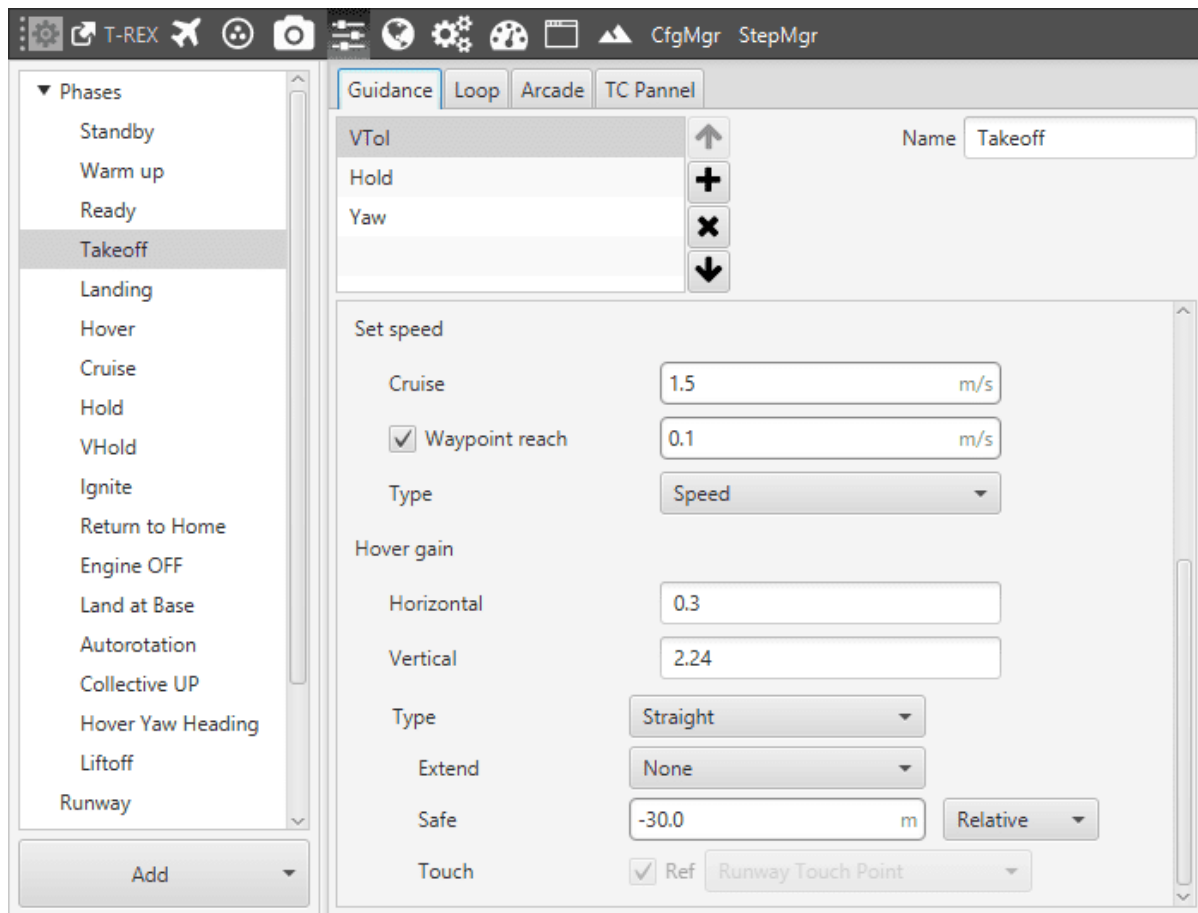 T-REX CfgMgr StepMgr
Phases
Standby
Warm up
Ready
Takeoff
Landing
Hover
Cruise
Hold
VHold
Ignite
Return to Home
Engine OFF
Land at Base
Autorotation
Collective UP
Hover Yaw Heading
Liftoff
Runway
Add
Guidance Loop Arcade TC Pannel
VTol
Hold
Yaw
Name Takeoff
Set speed
Cruise 1.5 m/s
Waypoint reach 0.1 m/s
Type Speed
Hover gain
Horizontal 0.3
Vertical 2.24
Type Straight
Extend None
Safe -30.0 m Relative
Touch Ref Runway Touch Point